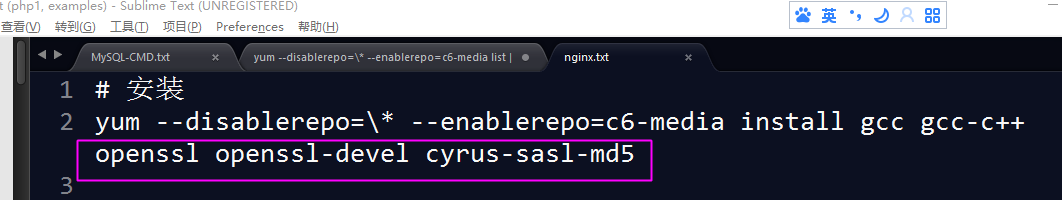 t (php1, examples) - Sublime Text (UNREGISTERED)
查看(V) 转到(G) 工具(T) 项目(P) Preferences 帮助(H)
英
MySQL-CMD.txt × yum --disablerepo=\* --enablerepo=c6-media list | nginx.txt ×
1 # 安装
2 yum --disablerepo=\* --enablerepo=c6-media install gcc gcc-c++
openssl openssl-devel cyrus-sasl-md5
3